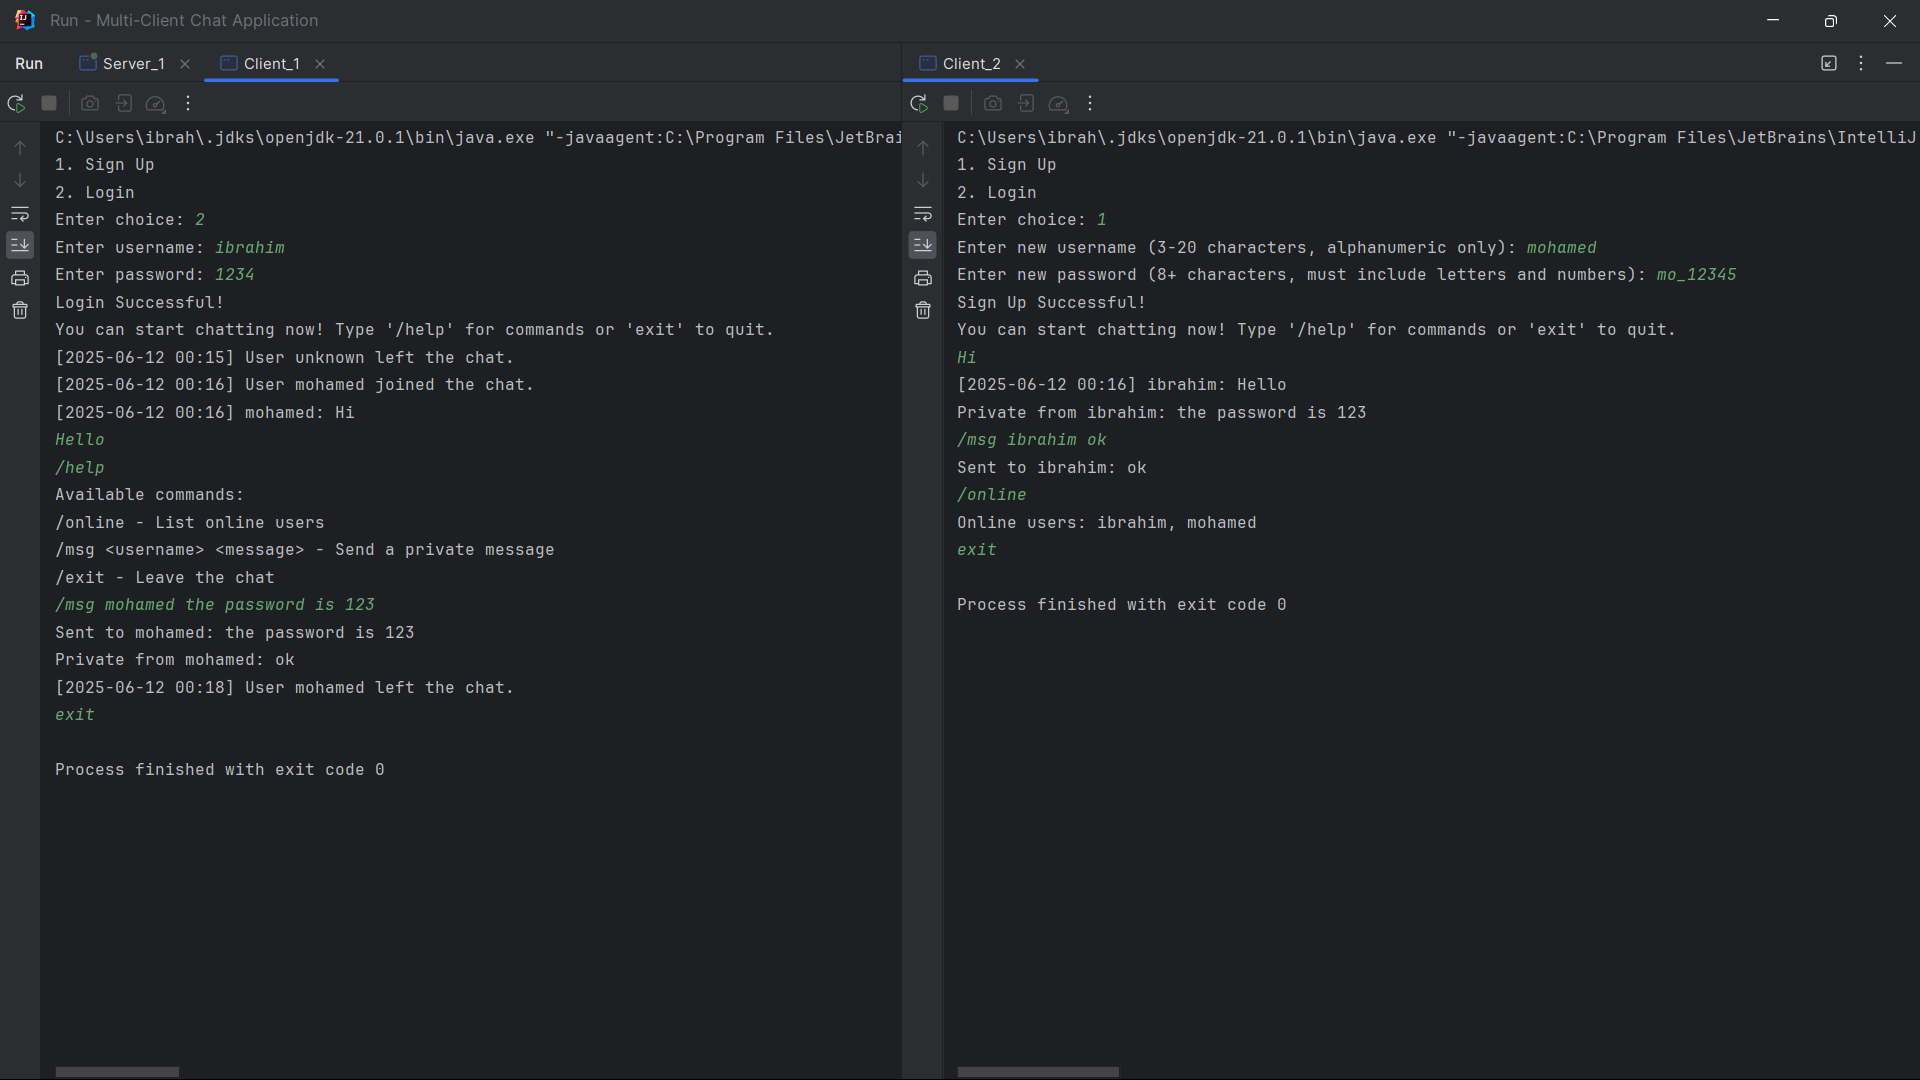 Run - Multi-Client Chat Application
Run
Server_1
Client_1
C:\Users\ibrah\.jdks\openjdk-21.0.1\bin\java.exe "-javaagent:C:\Program Files\JetBrai
1. Sign Up
2. Login
Enter choice: 2
Enter username: ibrahim
Enter password: 1234
Login Successful!
You can start chatting now! Type '/help' for commands or 'exit' to quit.
[2025-06-12 00:15] User unknown left the chat.
[2025-06-12 00:16] User mohamed joined the chat.
[2025-06-12 00:16] mohamed: Hi
Hello
/help
Available commands:
/online - List online users
/msg <username> <message> - Send a private message
/exit - Leave the chat
/msg mohamed the password is 123
Sent to mohamed: the password is 123
Private from mohamed: ok
[2025-06-12 00:18] User mohamed left the chat.
exit
Process finished with exit code 0
Client_2
C:\Users\ibrah\.jdks\openjdk-21.0.1\bin\java.exe "-javaagent:C:\Program Files\JetBrains\IntelliJ
1. Sign Up
2. Login
Enter choice: 1
Enter new username (3-20 characters, alphanumeric only): mohamed
Enter new password (8+ characters, must include letters and numbers): mo_12345
Sign Up Successful!
You can start chatting now! Type '/help' for commands or 'exit' to quit.
Hi
[2025-06-12 00:16] ibrahim: Hello
Private from ibrahim: the password is 123
/msg ibrahim ok
Sent to ibrahim: ok
/online
Online users: ibrahim, mohamed
exit
Process finished with exit code 0